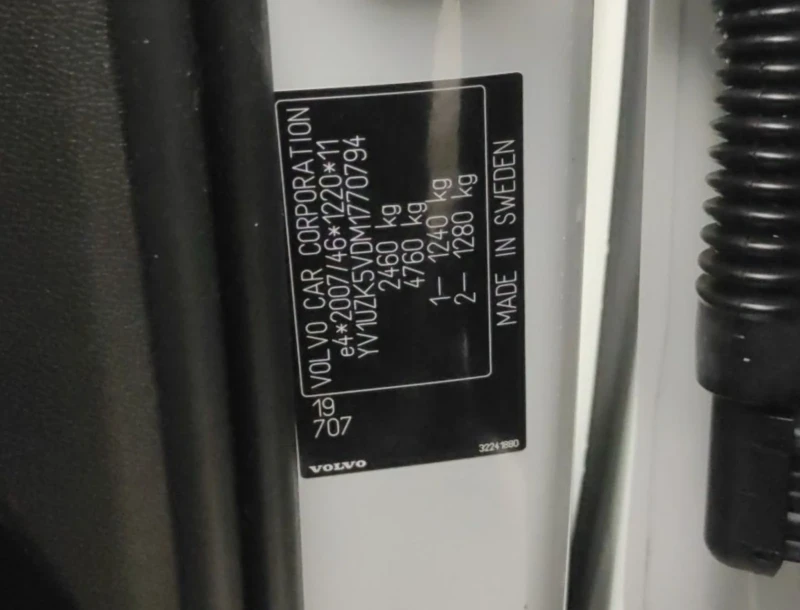 VOLVO CAR CORPORATION
e4*2007/46*1220*11
YV1UZK5VDM1770794
2460 kg
4760 kg
1– 1240 kg
2– 1280 kg
MADE IN SWEDEN
19
707
VOLVO
32241880